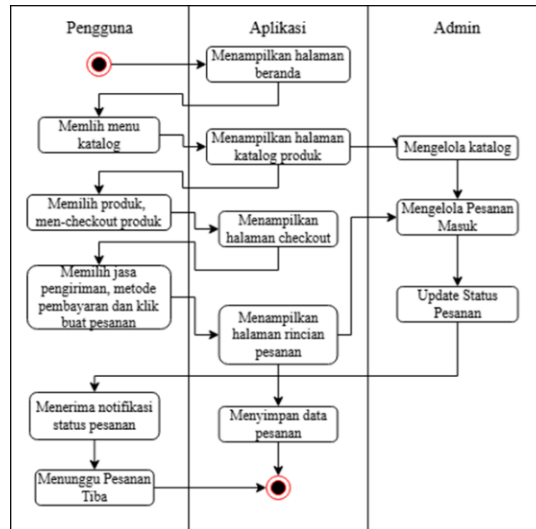 Pengguna
Aplikasi
Admin
Menampilkan halaman
beranda
Memlih menu
katalog
Menampilkan halaman
katalog produk
Mengelola katalog
Memilih produk,
men-checkout produk
Menampilkan
halaman checkout
Mengelola Pesanan
Masuk
Memilih jasa
pengiriman, metode
pembayaran dan klik
buat pesanan
Menampilkan
halaman rincian
pesanan
Update Status
Pesanan
Menerima notifikasi
status pesanan
Menyimpan data
pesanan
Menunggu Pesanan
Tiba